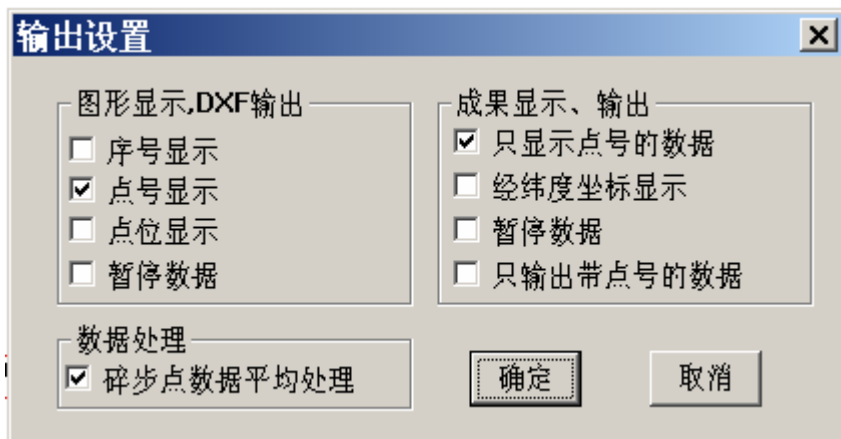 输出设置
图形显示,DXF输出
序号显示
点号显示
点位显示
暂停数据
成果显示、输出
只显示点号的数据
经纬度坐标显示
暂停数据
只输出带点号的数据
数据处理
碎步点数据平均处理
确定
取消